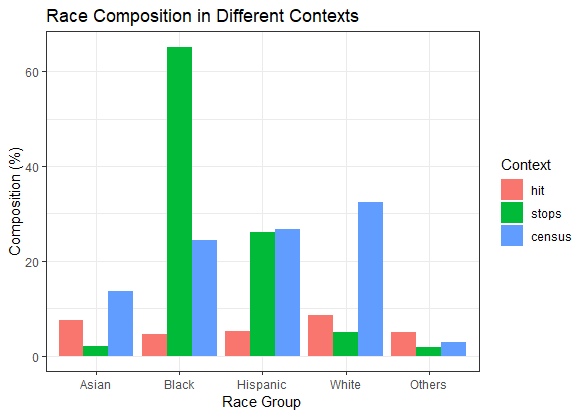 Race Composition in Different Contexts
Composition (%)
60
40
20
0
Asian
Black
Hispanic
White
Others
Race Group
Context
hit
stops
census